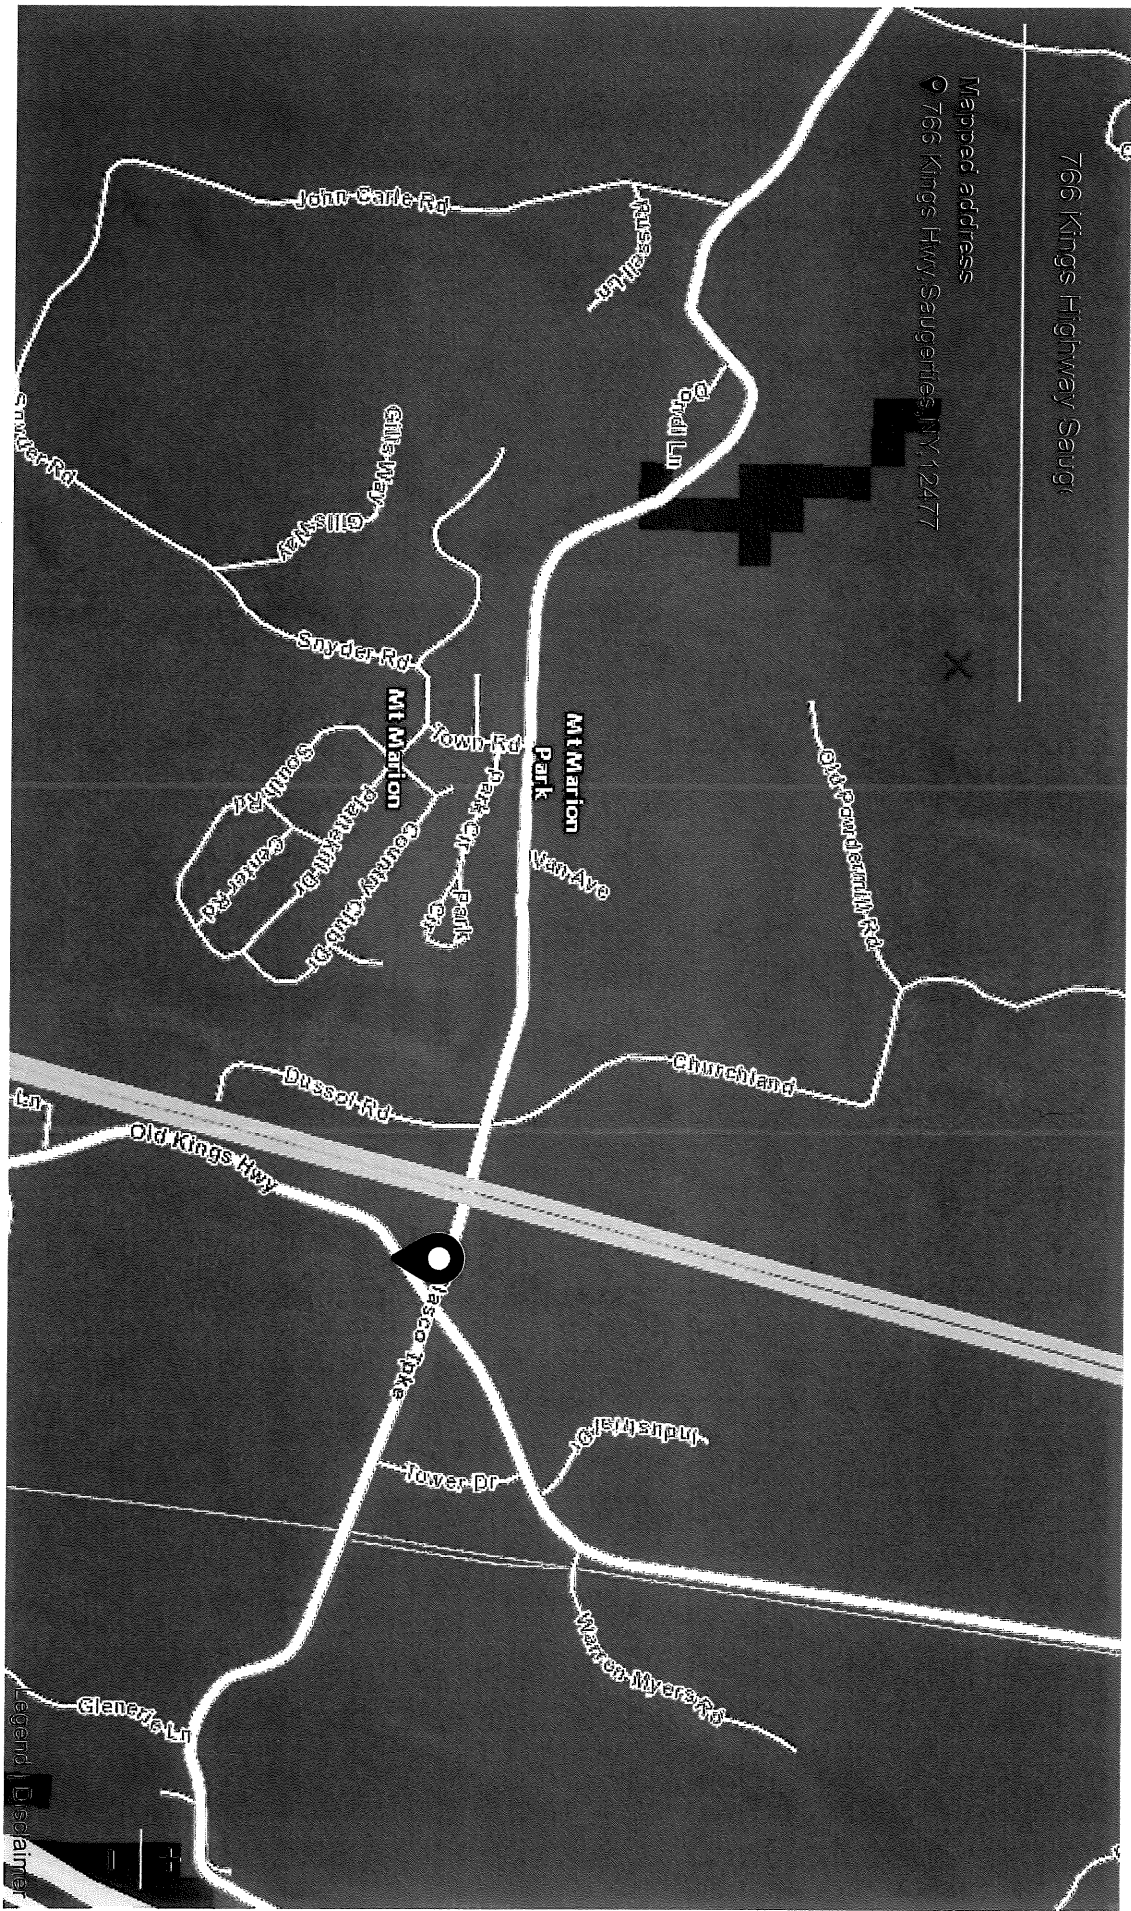 766 Kings Highway Saug
Mapped address
766 Kings Hwy, Saugerties, NY, 12477
X
John Carle Rd
Russell Ln
Dondi Ln
Snyder Rd
Gills Way
Gills Way
Snyder Rd
Mt Marion
Mt Marion
Park
Town Rd
Park Cir
Park
Cir
Van Ave
South Rd
Center Rd
Plattekill Dr
Country Club Dr
Old Powdermill Rd
Churchland
Dussol Rd
Ln
Old Kings Hwy
lasco Tpke
Industrial Dr
Tower Dr
Warren Myers Rd
Glenerie Ln
+
-
Legend | Disclaimer